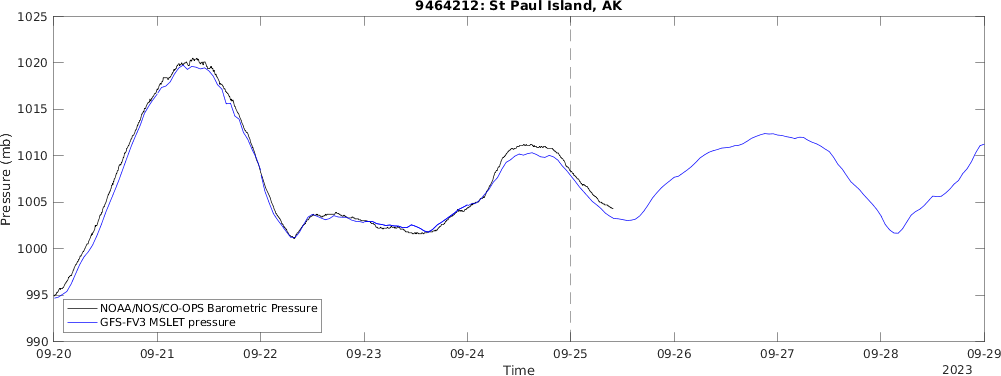 9464212: St Paul Island, AK
Pressure (mb)
1025
1020
1015
1010
1005
1000
995
990
NOAA/NOS/CO-OPS Barometric Pressure
GFS-FV3 MSLET pressure
09-20 09-21 09-22 09-23 09-24 09-25 09-26 09-27 09-28 09-29
Time
2023